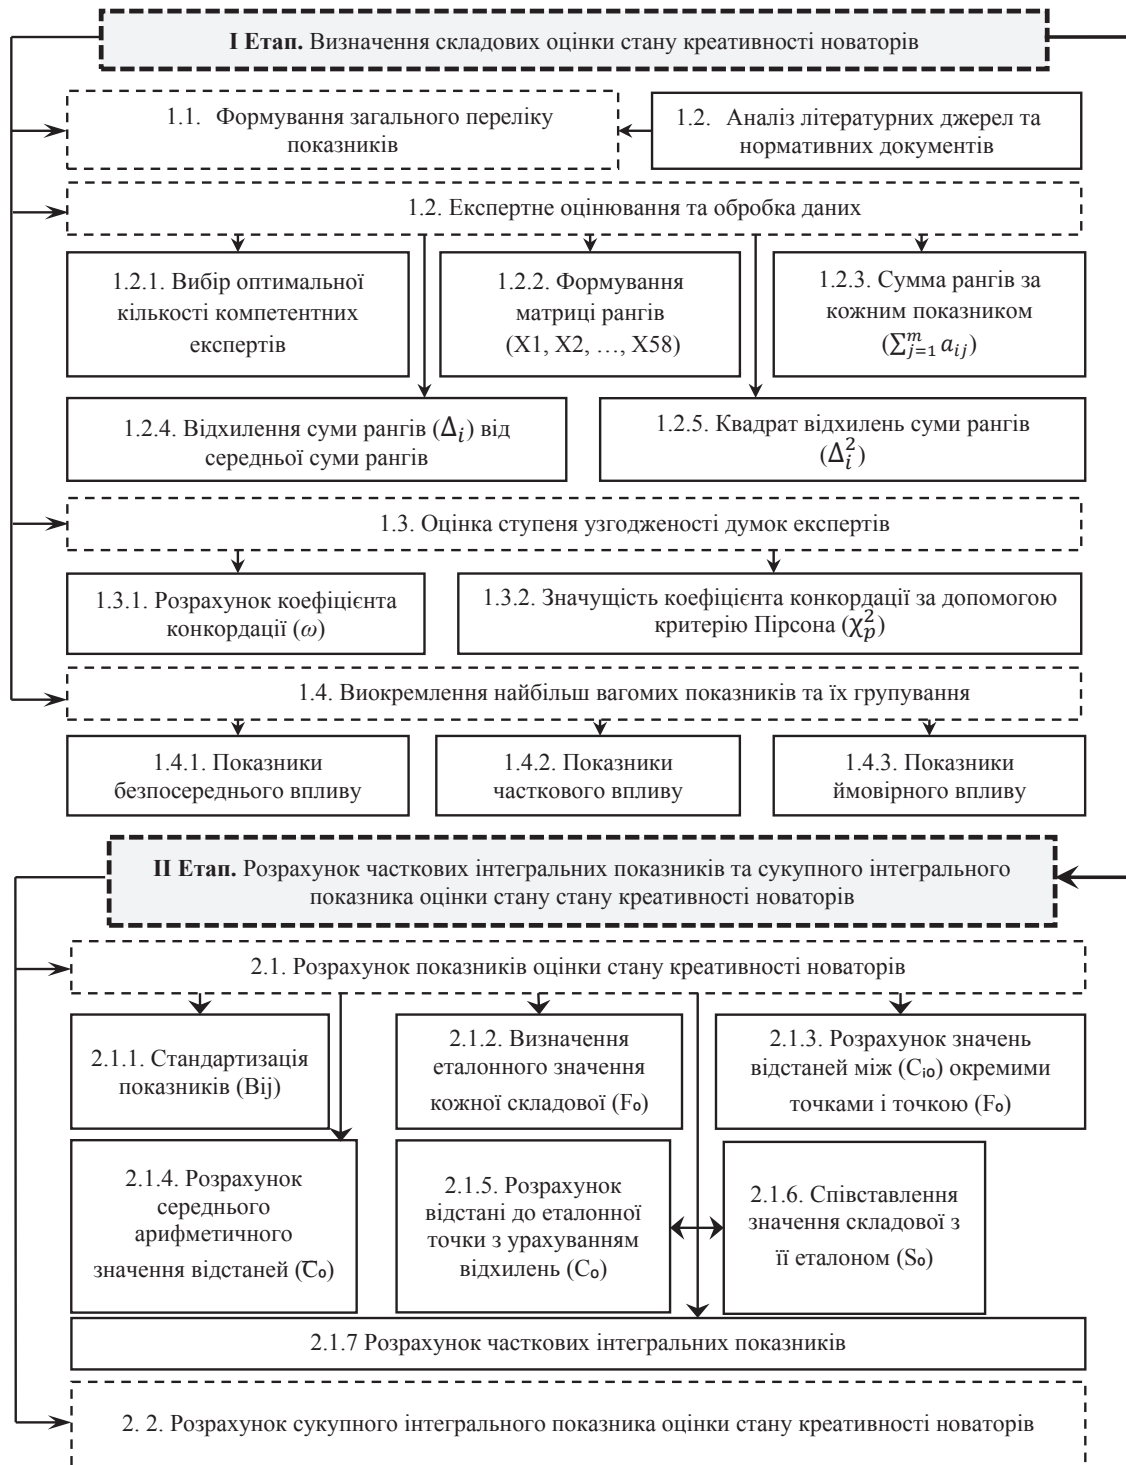 I Етап. Визначення складових оцінки стану креативності новаторів
1.1. Формування загального переліку
показників
1.2. Аналіз літературних джерел та
нормативних документів
1.2. Експертне оцінювання та обробка даних
1.2.1. Вибір оптимальної
кількості компетентних
експертів
1.2.2. Формування
матриці рангів
(X1, X2, …, X58)
1.2.3. Сумма рангів за
кожним показником
(∑_{j=1}^{m} a_{ij})
1.2.4. Відхилення суми рангів (Δ_i) від
середньої суми рангів
1.2.5. Квадрат відхилень суми рангів
(Δ_i^2)
1.3. Оцінка ступеня узгодженості думок експертів
1.3.1. Розрахунок коефіцієнта
конкордації (ω)
1.3.2. Значущість коефіцієнта конкордації за допомогою
критерію Пірсона (χ_p^2)
1.4. Виокремлення найбільш вагомих показників та їх групування
1.4.1. Показники
безпосереднього впливу
1.4.2. Показники
часткового впливу
1.4.3. Показники
ймовірного впливу
II Етап. Розрахунок часткових інтегральних показників та сукупного інтегрального
показника оцінки стану стану креативності новаторів
2.1. Розрахунок показників оцінки стану креативності новаторів
2.1.1. Стандартизація
показників (Bij)
2.1.2. Визначення
еталонного значення
кожної складової (F₀)
2.1.3. Розрахунок значень
відстаней між (C_{i0}) окремими
точками і точкою (F₀)
2.1.4. Розрахунок
середнього
арифметичного
значення відстаней (C̅₀)
2.1.5. Розрахунок
відстані до еталонної
точки з урахуванням
відхилень (C₀)
2.1.6. Співставлення
значення складової з
її еталоном (S₀)
2.1.7 Розрахунок часткових інтегральних показників
2. 2. Розрахунок сукупного інтегрального показника оцінки стану креативності новаторів